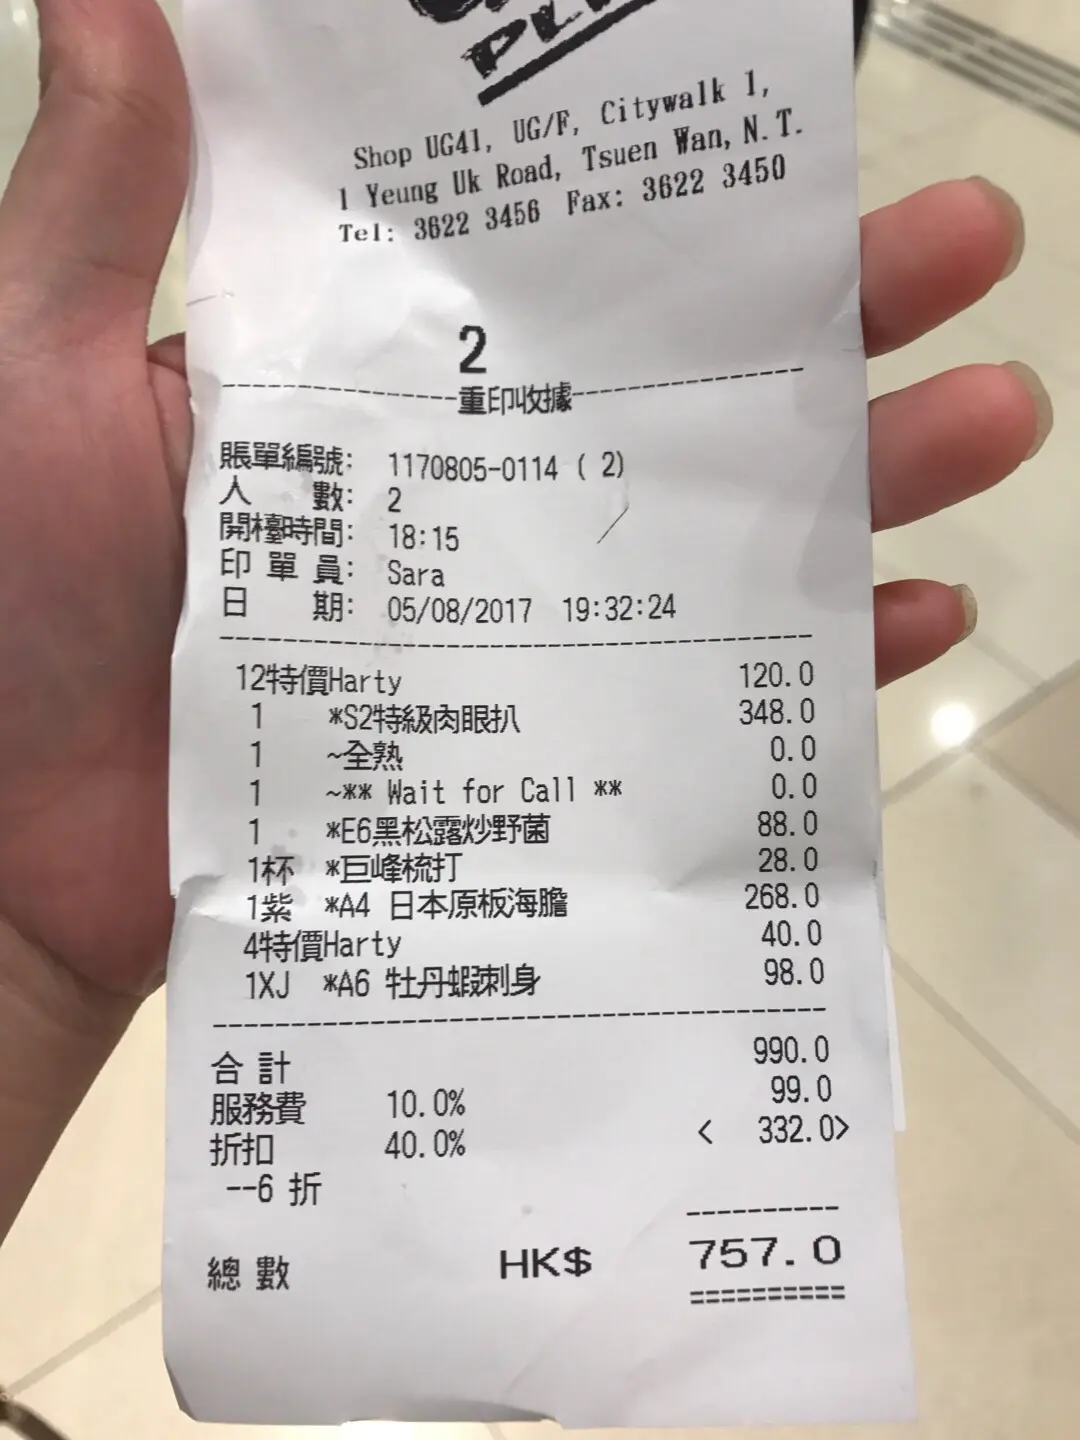 Shop UG41, UG/F, Citywalk 1,
1 Yeung Uk Road, Tsuen Wan, N.T.
Tel: 3622 3456 Fax: 3622 3450
2
重印收據
賬單編號: 1170805-0114 ( 2)
人數: 2
開檯時間: 18:15
印單員: Sara
日期: 05/08/2017 19:32:24
12特價Harty 120.0
1 *S2特級肉眼扒 348.0
1 ~全熟 0.0
1 ~** Wait for Call ** 0.0
1 *E6黑松露炒野菌 88.0
1杯 *巨峰梳打 28.0
1紫 *A4 日本原板海膽 268.0
4特價Harty 40.0
1XJ *A6 牡丹蝦刺身 98.0
合計 990.0
服務費 10.0% 99.0
折扣 40.0% < 332.0>
--6 折
總數 HK$ 757.0